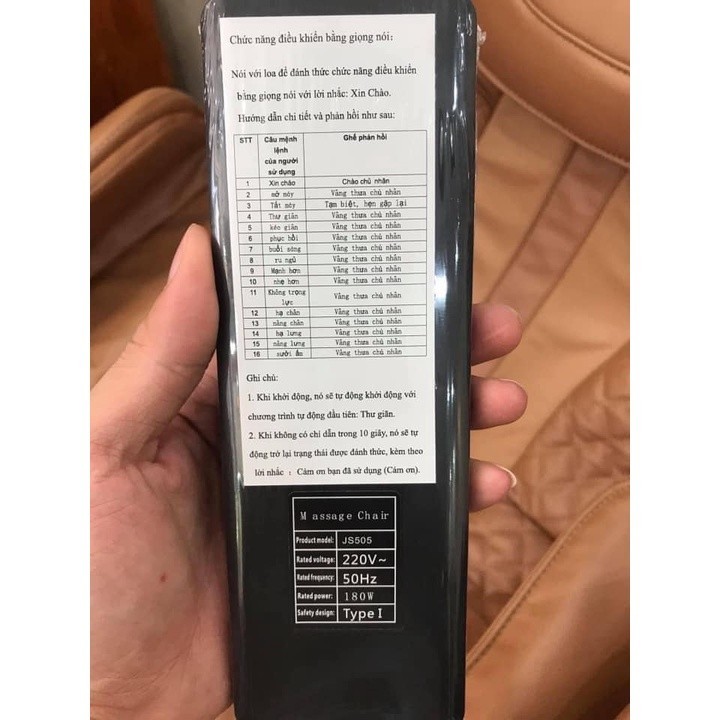 Chức năng điều khiển bằng giọng nói:
Nói với loa để đánh thức chức năng điều khiển
bằng giọng nói với lời nhắc: Xin Chào.
Hướng dẫn chi tiết và phản hồi như sau:
STT Câu mệnh lệnh của người sử dụng Ghế phản hồi
1 Xin chào Chào chủ nhân
2 mở máy Vâng thưa chủ nhân
3 Tắt máy Tạm biệt, hẹn gặp lại
4 Thư giãn Vâng thưa chủ nhân
5 kéo giãn Vâng thưa chủ nhân
6 phục hồi Vâng thưa chủ nhân
7 buổi sáng Vâng thưa chủ nhân
8 ru ngủ Vâng thưa chủ nhân
9 Mạnh hơn Vâng thưa chủ nhân
10 nhẹ hơn Vâng thưa chủ nhân
11 Không trọng lực Vâng thưa chủ nhân
12 hạ chân Vâng thưa chủ nhân
13 nâng chân Vâng thưa chủ nhân
14 hạ lưng Vâng thưa chủ nhân
15 nâng lưng Vâng thưa chủ nhân
16 sưởi ấm Vâng thưa chủ nhân
Ghi chú:
1. Khi khởi động, nó sẽ tự động khởi động với
chương trình tự động đầu tiên: Thư giãn.
2. Khi không có chỉ dẫn trong 10 giây, nó sẽ tự
động trở lại trạng thái được đánh thức, kèm theo
lời nhắc : Cảm ơn bạn đã sử dụng (Cảm ơn).
Massage Chair
Product model: JS505
Rated voltage: 220V~
Rated frequency: 50Hz
Rated power: 180W
Safety design: Type I